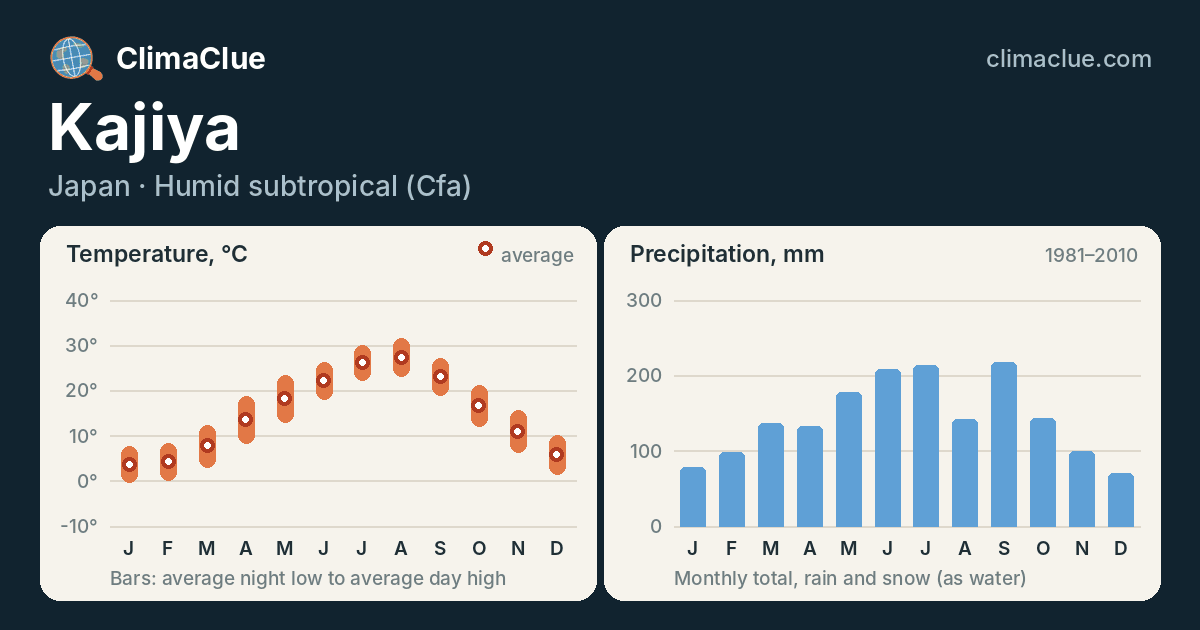 ClimaClue
climaclue.com
Kajiya
Japan · Humid subtropical (Cfa)
Temperature, °C
average
40°
30°
20°
10°
0°
-10°
J F M A M J J A S O N D
Bars: average night low to average day high
Precipitation, mm
1981–2010
300
200
100
0
J F M A M J J A S O N D
Monthly total, rain and snow (as water)